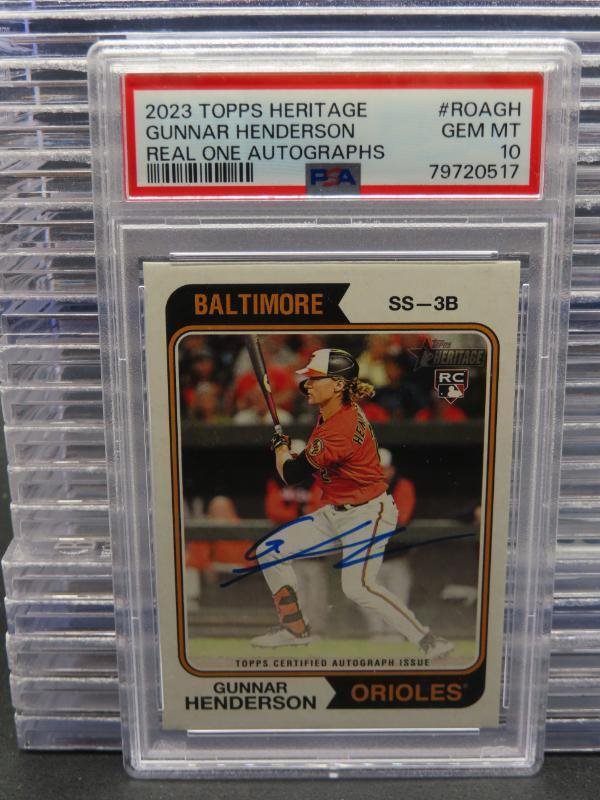 2023 TOPPS HERITAGE #ROAGH
GUNNAR HENDERSON GEM MT
REAL ONE AUTOGRAPHS 10
PSA 79720517
BALTIMORE SS—3B
Topps
HERITAGE
RC
TOPPS CERTIFIED AUTOGRAPH ISSUE
GUNNAR
HENDERSON ORIOLES